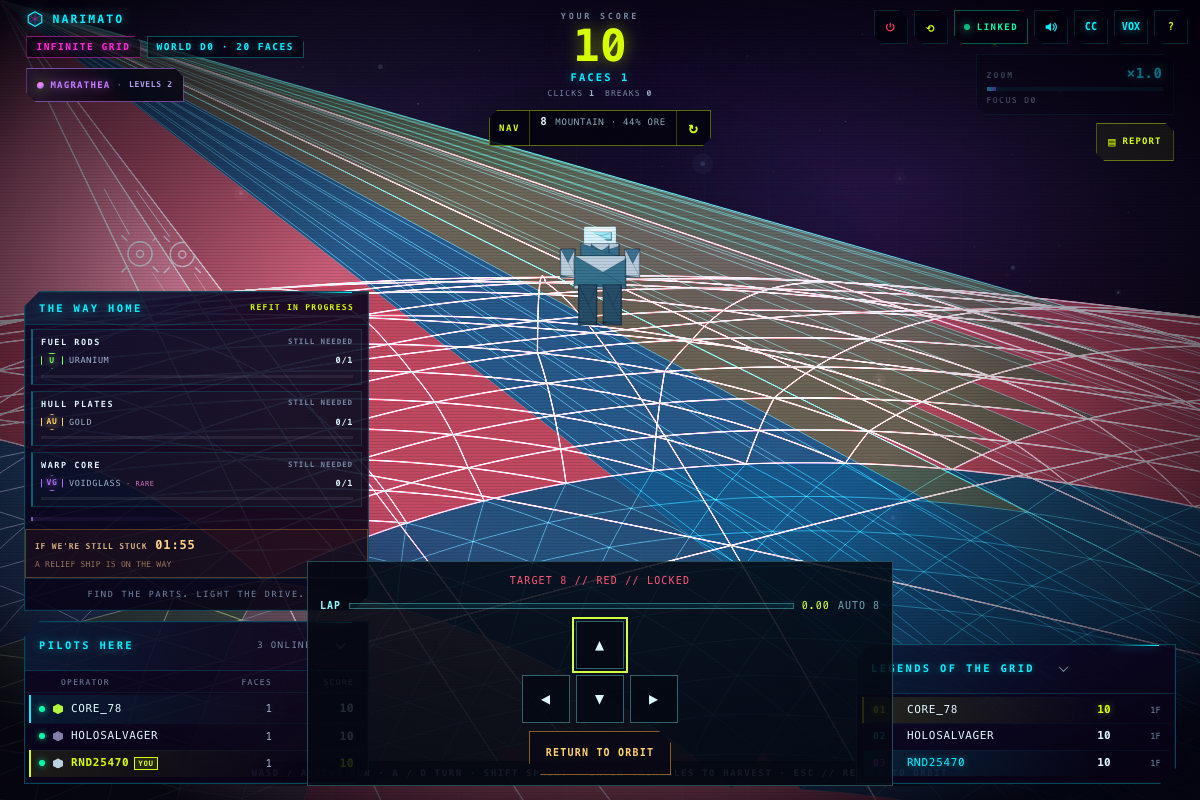 NARIMATO
INFINITE GRID
WORLD D0 · 20 FACES
MAGRATHEA · LEVELS 2
YOUR SCORE
10
FACES 1
CLICKS 1 BREAKS 0
NAV
8 MOUNTAIN · 44% ORE
↻
LINKED
CC
VOX
?
ZOOM ×1.0
FOCUS D0
REPORT
THE WAY HOME
REFIT IN PROGRESS
FUEL RODS STILL NEEDED
U URANIUM 0/1
HULL PLATES STILL NEEDED
AU GOLD 0/1
WARP CORE STILL NEEDED
VG VOIDGLASS · RARE 0/1
IF WE'RE STILL STUCK 01:55
A RELIEF SHIP IS ON THE WAY
FIND THE PARTS. LIGHT THE DRIVE.
PILOTS HERE
3 ONLIN
OPERATOR FACES SCORE
CORE_78 1 10
HOLOSALVAGER 1 10
RND25470 YOU 1 10
TARGET 8 // RED // LOCKED
LAP 0.00 AUTO 8
▲
◀ ▼ ▶
RETURN TO ORBIT
LEGENDS OF THE GRID
01 CORE_78 10 1F
02 HOLOSALVAGER 10 1F
03 RND25470 10 1F